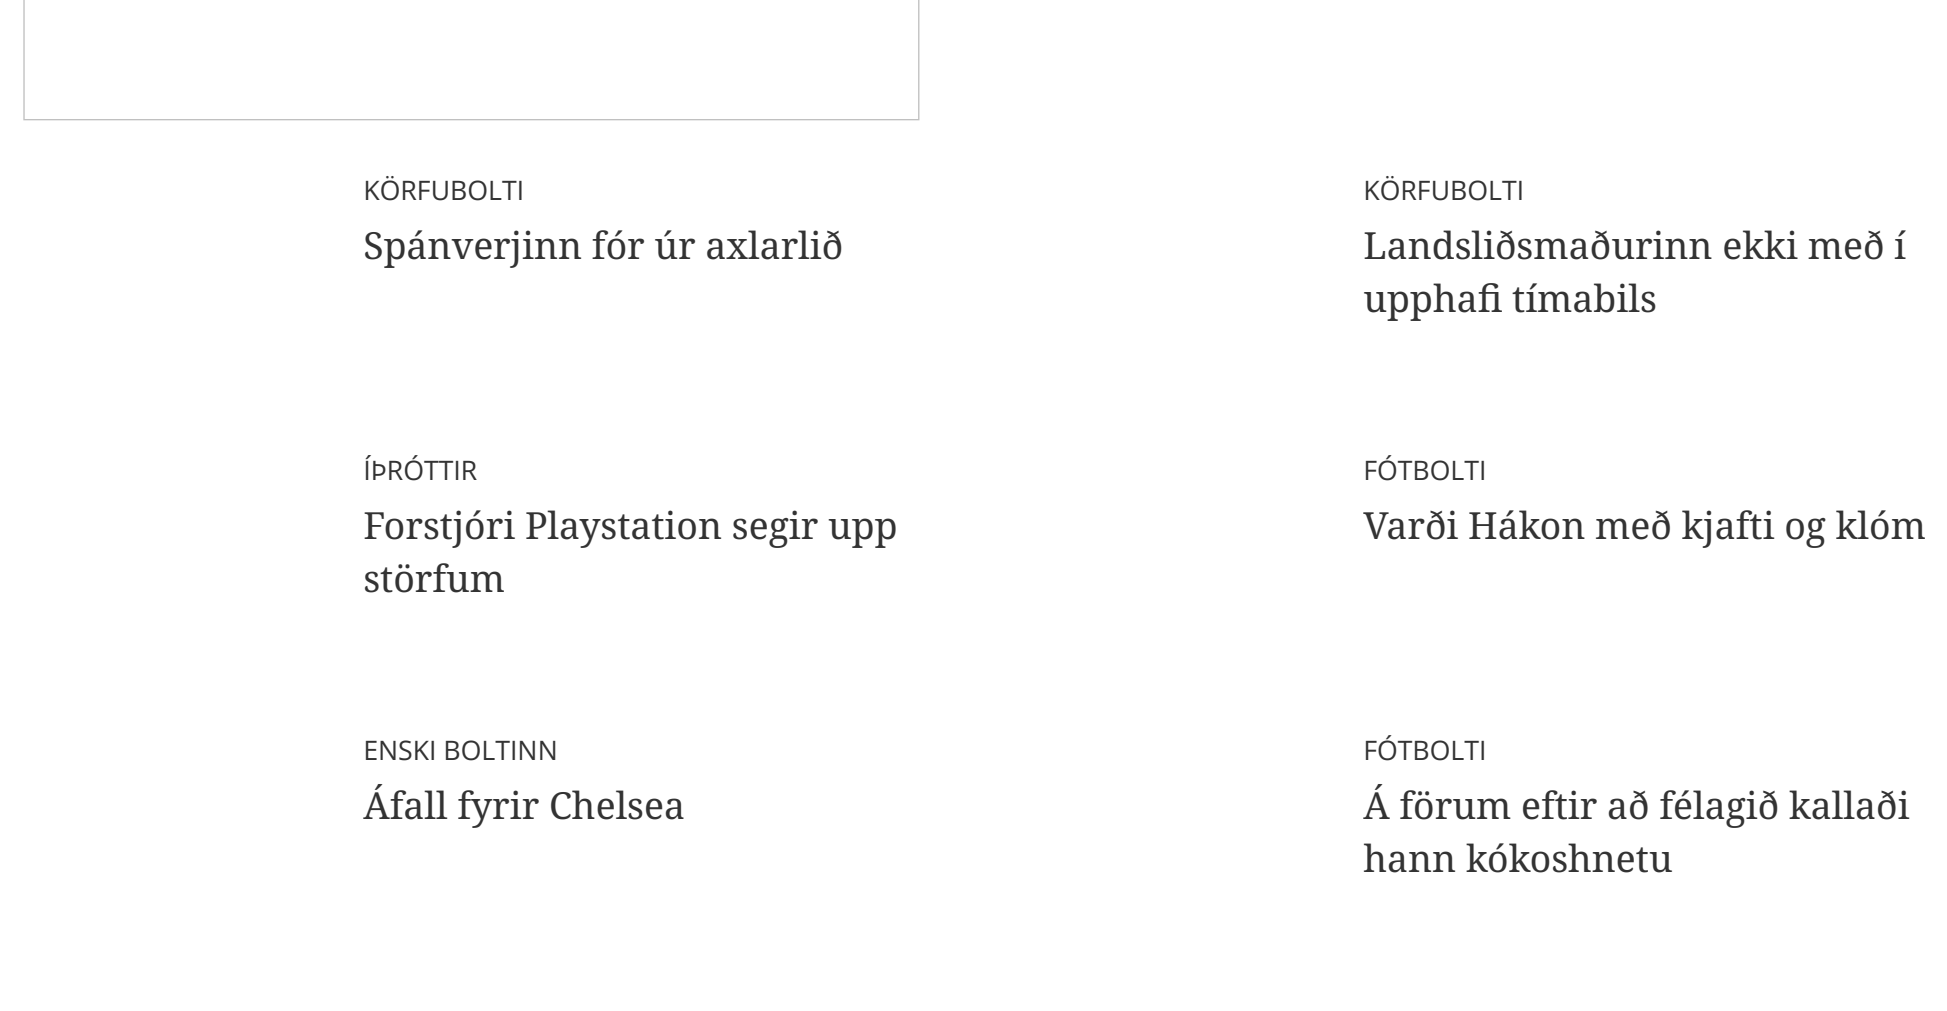 KÖRFUBOLTI
Spánverjinn fór úr axlarlið
KÖRFUBOLTI
Landsliðsmaðurinn ekki með í
upphafi tímabils
ÍÞRÓTTIR
Forstjóri Playstation segir upp
störfum
FÓTBOLTI
Varði Hákon með kjafti og klóm
ENSKI BOLTINN
Áfall fyrir Chelsea
FÓTBOLTI
Á förum eftir að félagið kallaði
hann kókoshnetu